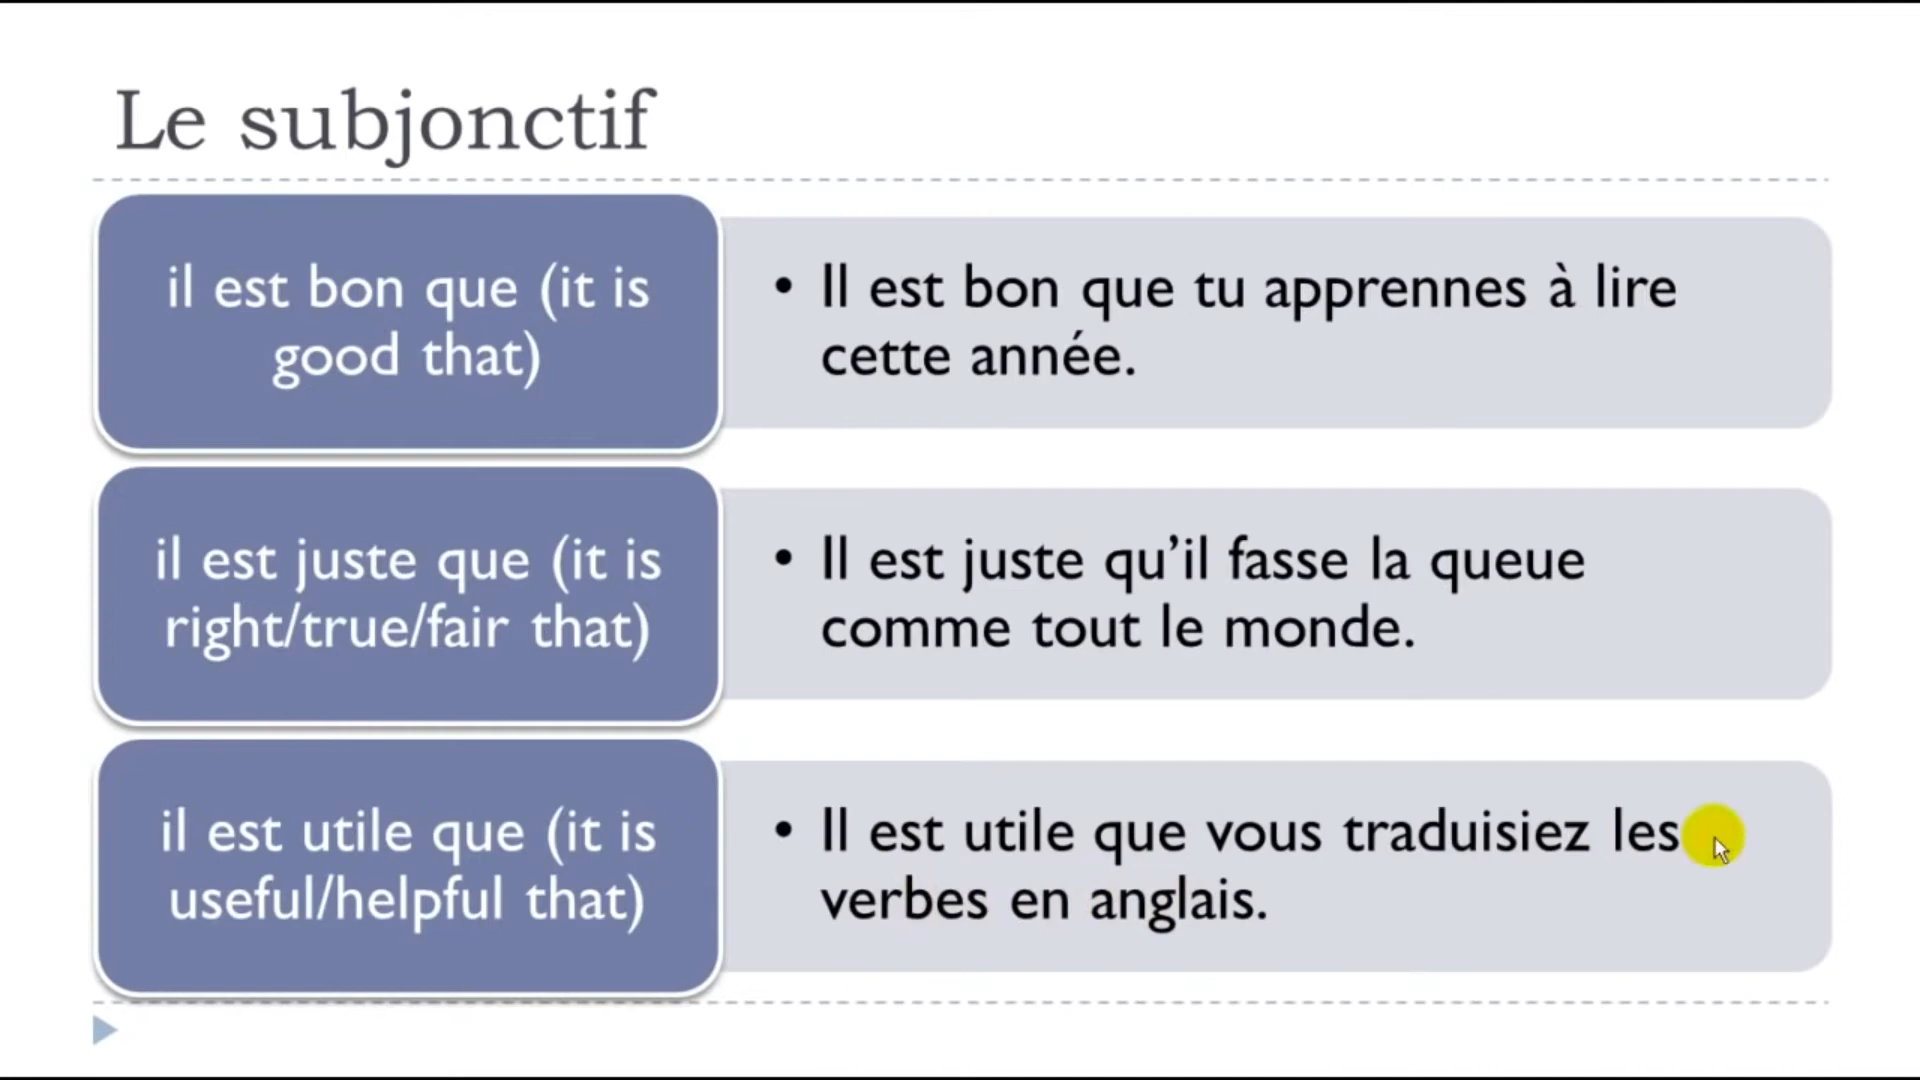 Le subjonctif
il est bon que (it is
good that)
• Il est bon que tu apprennes à lire
cette année.
il est juste que (it is
right/true/fair that)
• Il est juste qu’il fasse la queue
comme tout le monde.
il est utile que (it is
useful/helpful that)
• Il est utile que vous traduisiez les
verbes en anglais.